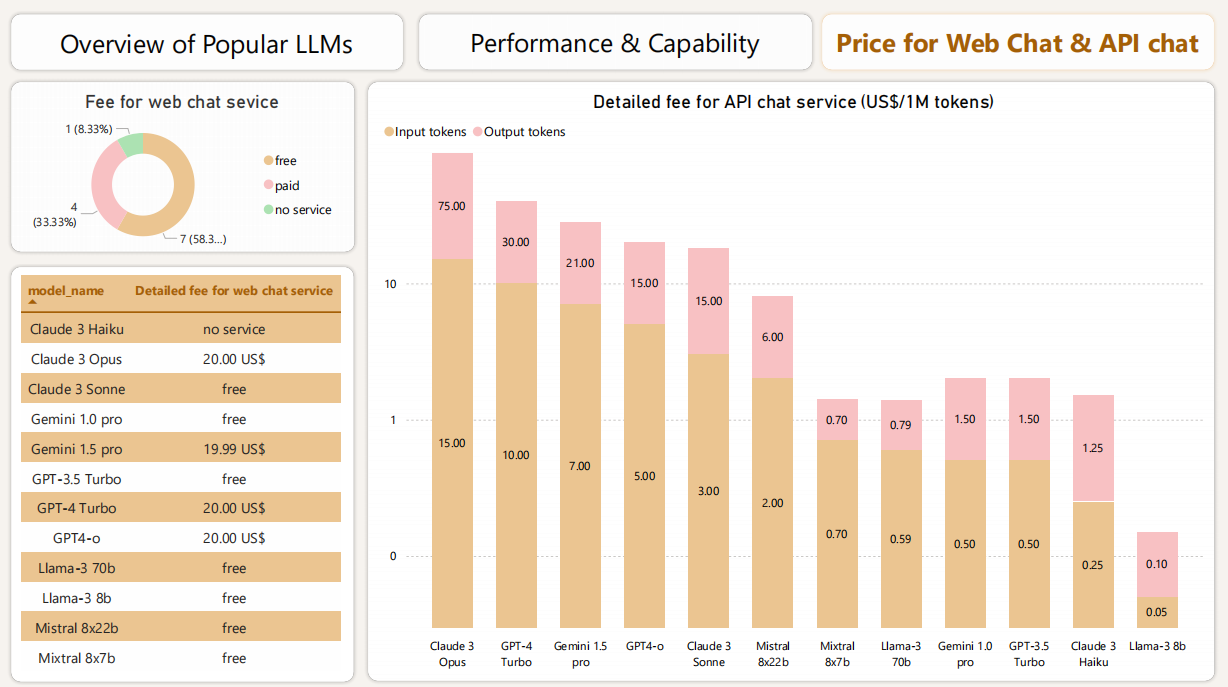 Overview of Popular LLMs
Performance & Capability
Price for Web Chat & API chat
Fee for web chat sevice
1 (8.33%)
4
(33.33%)
7 (58.3...)
free
paid
no service
model_name Detailed fee for web chat service
Claude 3 Haiku no service
Claude 3 Opus 20.00 US$
Claude 3 Sonne free
Gemini 1.0 pro free
Gemini 1.5 pro 19.99 US$
GPT-3.5 Turbo free
GPT-4 Turbo 20.00 US$
GPT4-o 20.00 US$
Llama-3 70b free
Llama-3 8b free
Mistral 8x22b free
Mixtral 8x7b free
Detailed fee for API chat service (US$/1M tokens)
Input tokens Output tokens
10
1
0
75.00
15.00
30.00
10.00
21.00
7.00
15.00
5.00
15.00
3.00
6.00
2.00
0.70
0.70
0.79
0.59
1.50
0.50
1.50
0.50
1.25
0.25
0.10
0.05
Claude 3
Opus
GPT-4
Turbo
Gemini 1.5
pro
GPT4-o
Claude 3
Sonne
Mistral
8x22b
Mixtral
8x7b
Llama-3
70b
Gemini 1.0
pro
GPT-3.5
Turbo
Claude 3
Haiku
Llama-3 8b